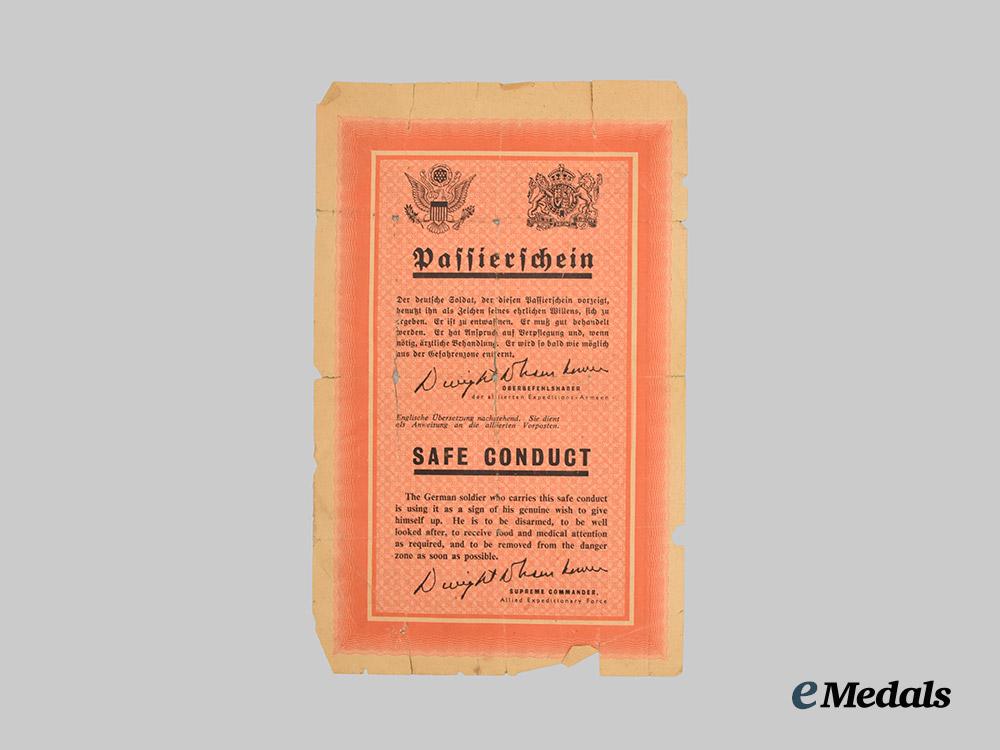 Passierschein
Der deutsche Soldat, der diesen Passierschein vorzeigt,
benutzt ihn als Zeichen seines ehrlichen Willens, sich zu
ergeben. Er ist zu entwaffnen. Er muß gut behandelt
werden. Er hat Anspruch auf Verpflegung und, wenn
nötig, ärztliche Behandlung. Er wird so bald wie möglich
aus der Gefahrenzone entfernt.
Dwight D Eisenhower
OBERBEFEHLSHABER
der alliierten Expeditions-Armeen
Englische Übersetzung nachstehend. Sie dient
als Anweisung an die alliierten Vorposten.
SAFE CONDUCT
The German soldier who carries this safe conduct
is using it as a sign of his genuine wish to give
himself up. He is to be disarmed, to be well
looked after, to receive food and medical attention
as required, and to be removed from the danger
zone as soon as possible.
Dwight D Eisenhower
SUPREME COMMANDER,
Allied Expeditionary Force
eMedals